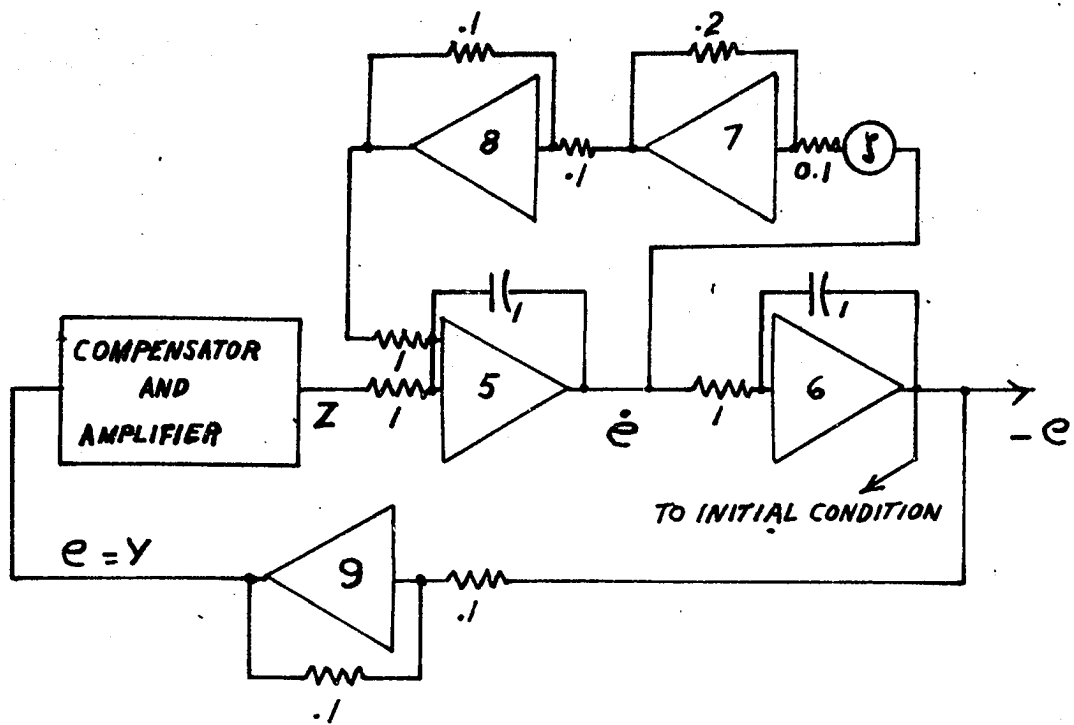 .1
.2
8
7
ζ
.1
0.1
1
1
COMPENSATOR
AND
AMPLIFIER
1
Z
1
5
ė
1
6
- e
TO INITIAL CONDITION
e = Y
9
.1
.1